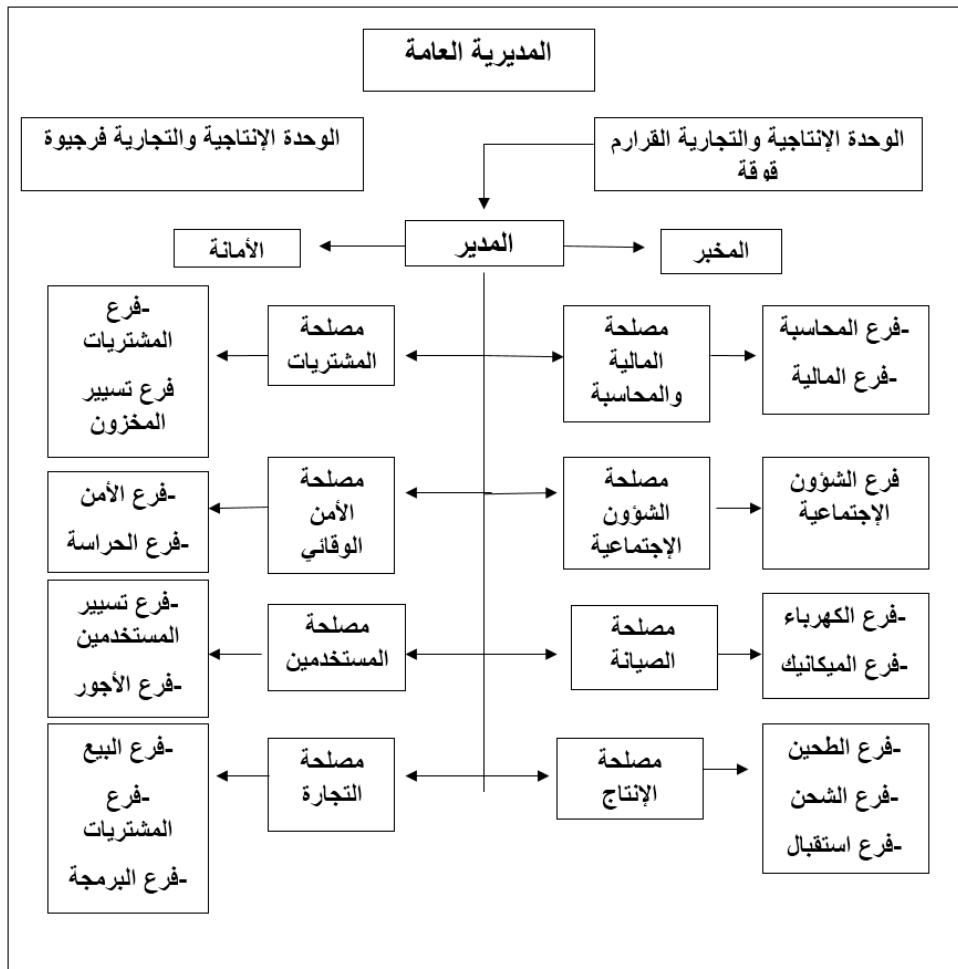 المديرية العامة
الوحدة الإنتاجية والتجارية القرارم
قوقة
الوحدة الإنتاجية والتجارية فرجيوة
المدير
المخبر
الأمانة
-فرع المحاسبة
-فرع المالية
مصلحة
المالية
والمحاسبة
مصلحة
المشتريات
-فرع
المشتريات
فرع تسيير
المخزون
فرع الشؤون
الإجتماعية
مصلحة
الشؤون
الإجتماعية
مصلحة
الأمن
الوقائي
-فرع الأمن
-فرع الحراسة
-فرع الكهرباء
-فرع الميكانيك
مصلحة
الصيانة
مصلحة
المستخدمين
-فرع تسيير
المستخدمين
-فرع الأجور
-فرع الطحين
-فرع الشحن
-فرع استقبال
مصلحة
الإنتاج
مصلحة
التجارة
-فرع البيع
-فرع
المشتريات
-فرع البرمجة